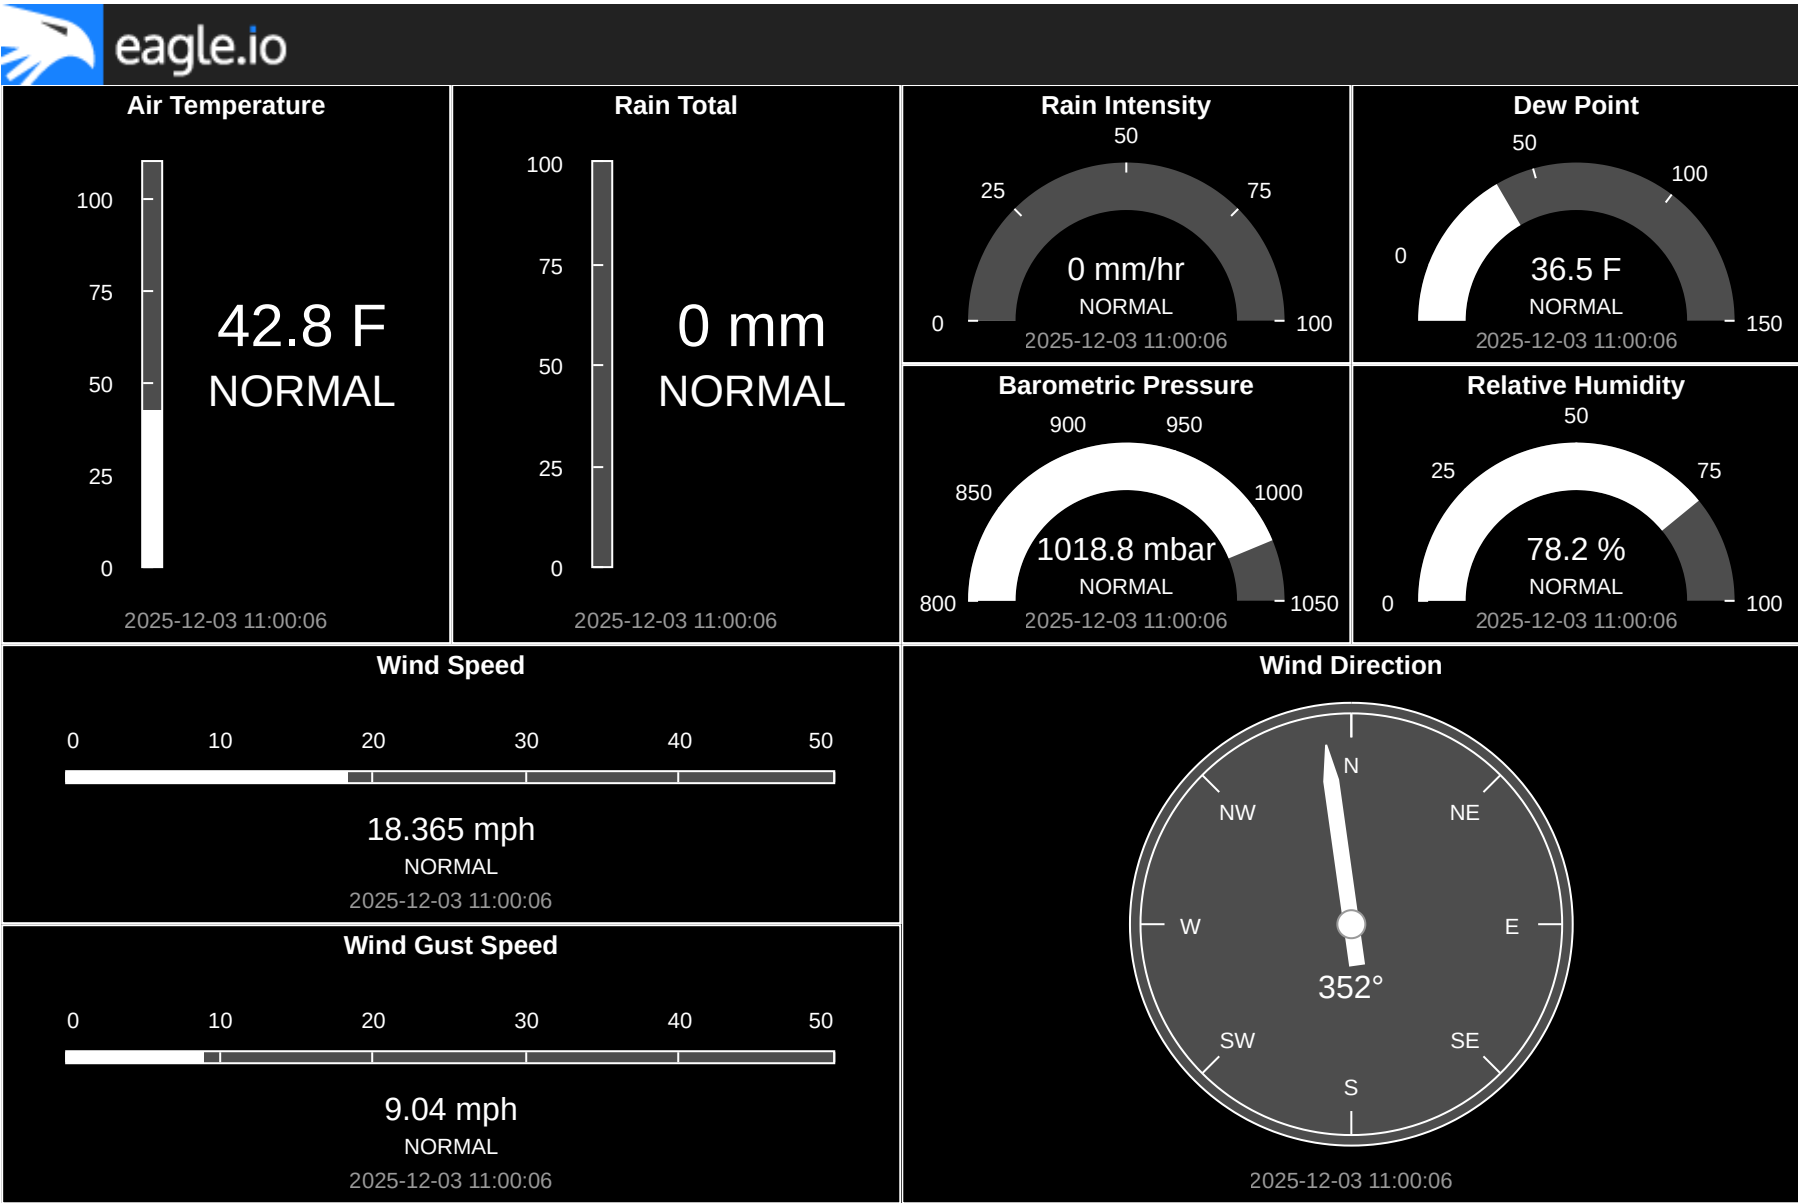 eagle.io
Air Temperature
100
75
50
25
0
42.8 F
NORMAL
2025-12-03 11:00:06
Rain Total
100
75
50
25
0
0 mm
NORMAL
2025-12-03 11:00:06
Rain Intensity
0
25
50
75
100
0 mm/hr
NORMAL
2025-12-03 11:00:06
Dew Point
0
50
100
150
36.5 F
NORMAL
2025-12-03 11:00:06
Barometric Pressure
800
850
900
950
1000
1050
1018.8 mbar
NORMAL
2025-12-03 11:00:06
Relative Humidity
0
25
50
75
100
78.2 %
NORMAL
2025-12-03 11:00:06
Wind Speed
0 10 20 30 40 50
18.365 mph
NORMAL
2025-12-03 11:00:06
Wind Gust Speed
0 10 20 30 40 50
9.04 mph
NORMAL
2025-12-03 11:00:06
Wind Direction
N
NW NE
W E
352°
SW SE
S
2025-12-03 11:00:06